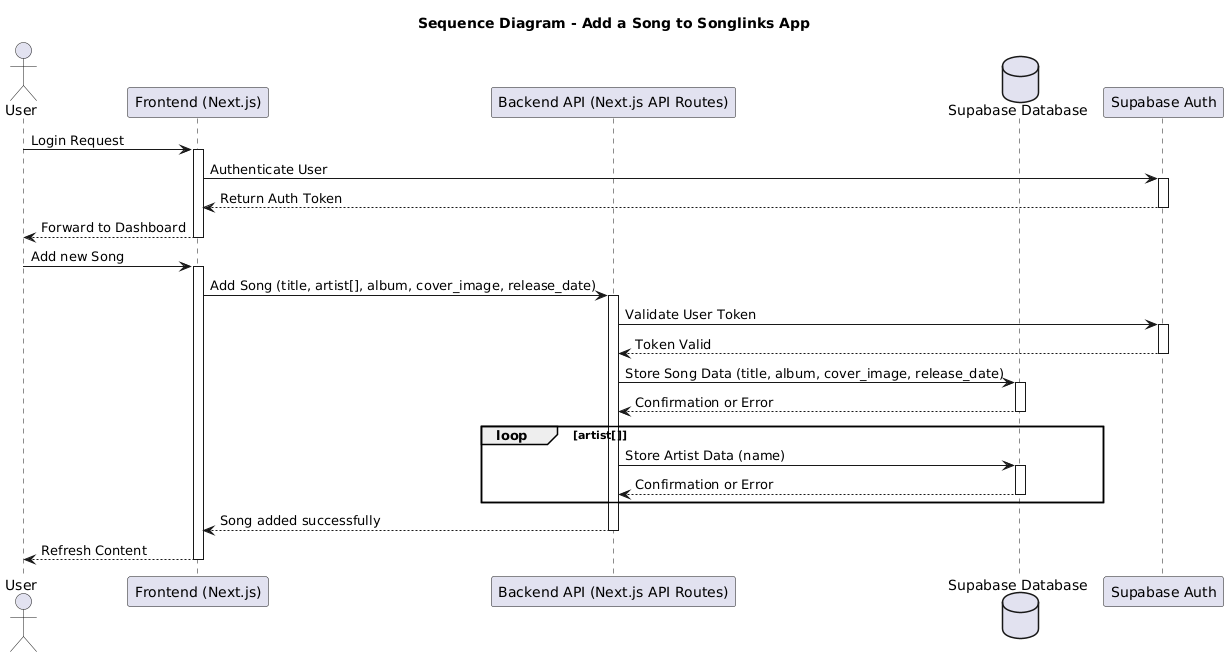 Sequence Diagram - Add a Song to Songlinks App
User
Frontend (Next.js)
Backend API (Next.js API Routes)
Supabase Database
Supabase Auth
Login Request
Authenticate User
Return Auth Token
Forward to Dashboard
Add new Song
Add Song (title, artist[], album, cover_image, release_date)
Validate User Token
Token Valid
Store Song Data (title, album, cover_image, release_date)
Confirmation or Error
loop [artist[]]
Store Artist Data (name)
Confirmation or Error
Song added successfully
Refresh Content
User
Frontend (Next.js)
Backend API (Next.js API Routes)
Supabase Database
Supabase Auth